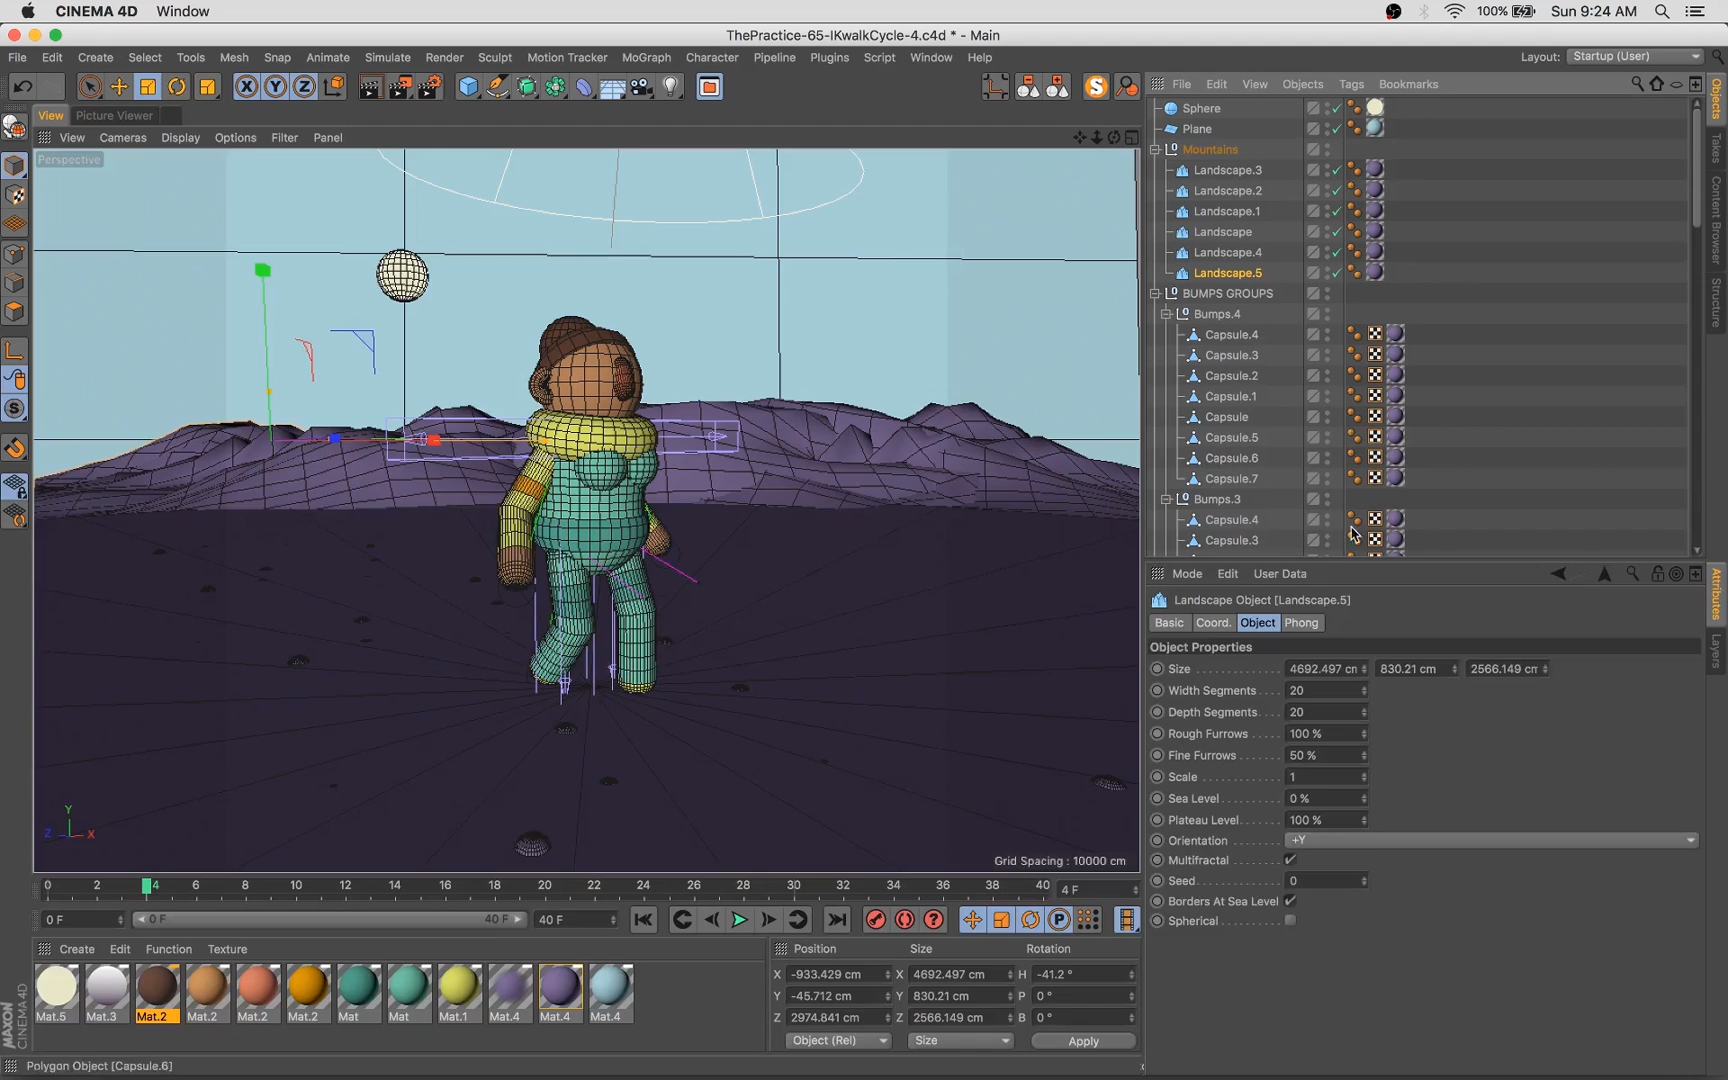 CINEMA 4D Window 100% Sun 9:24 AM
ThePractice-65-IKwalkCycle-4.c4d * - Main
File Edit Create Select Tools Mesh Snap Animate Simulate Render Sculpt Motion Tracker MoGraph Character Pipeline Plugins Script Window Help Layout: Startup (User)
X Y Z S
File Edit View Objects Tags Bookmarks
View Picture Viewer
View Cameras Display Options Filter Panel
Perspective
Sphere
Plane
Mountains
Landscape.3
Landscape.2
Landscape.1
Landscape
Landscape.4
Landscape.5
BUMPS GROUPS
Bumps.4
Capsule.4
Capsule.3
Capsule.2
Capsule.1
Capsule
Capsule.5
Capsule.6
Capsule.7
Bumps.3
Capsule.4
Capsule.3
Objects
Takes
Content Browser
Structure
Mode Edit User Data
Landscape Object [Landscape.5]
Basic Coord. Object Phong
Object Properties
Size 4692.497 cm 830.21 cm 2566.149 cm
Width Segments 20
Depth Segments 20
Rough Furrows 100 %
Fine Furrows 50 %
Scale 1
Sea Level 0 %
Plateau Level 100 %
Orientation +Y
Multifractal
Seed 0
Borders At Sea Level
Spherical
Attributes
Layers
Y
Z X
Grid Spacing : 10000 cm
0 2 4 6 8 10 12 14 16 18 20 22 24 26 28 30 32 34 36 38 40 4 F
0 F 0 F 40 F 40 F
P
Create Edit Function Texture
Mat.5 Mat.3 Mat.2 Mat.2 Mat.2 Mat.2 Mat Mat Mat.1 Mat.4 Mat.4 Mat.4
Position Size Rotation
X -933.429 cm X 4692.497 cm H -41.2 °
Y -45.712 cm Y 830.21 cm P 0 °
Z 2974.841 cm Z 2566.149 cm B 0 °
Object (Rel) Size Apply
MAXON
CINEMA 4D
Polygon Object [Capsule.6]